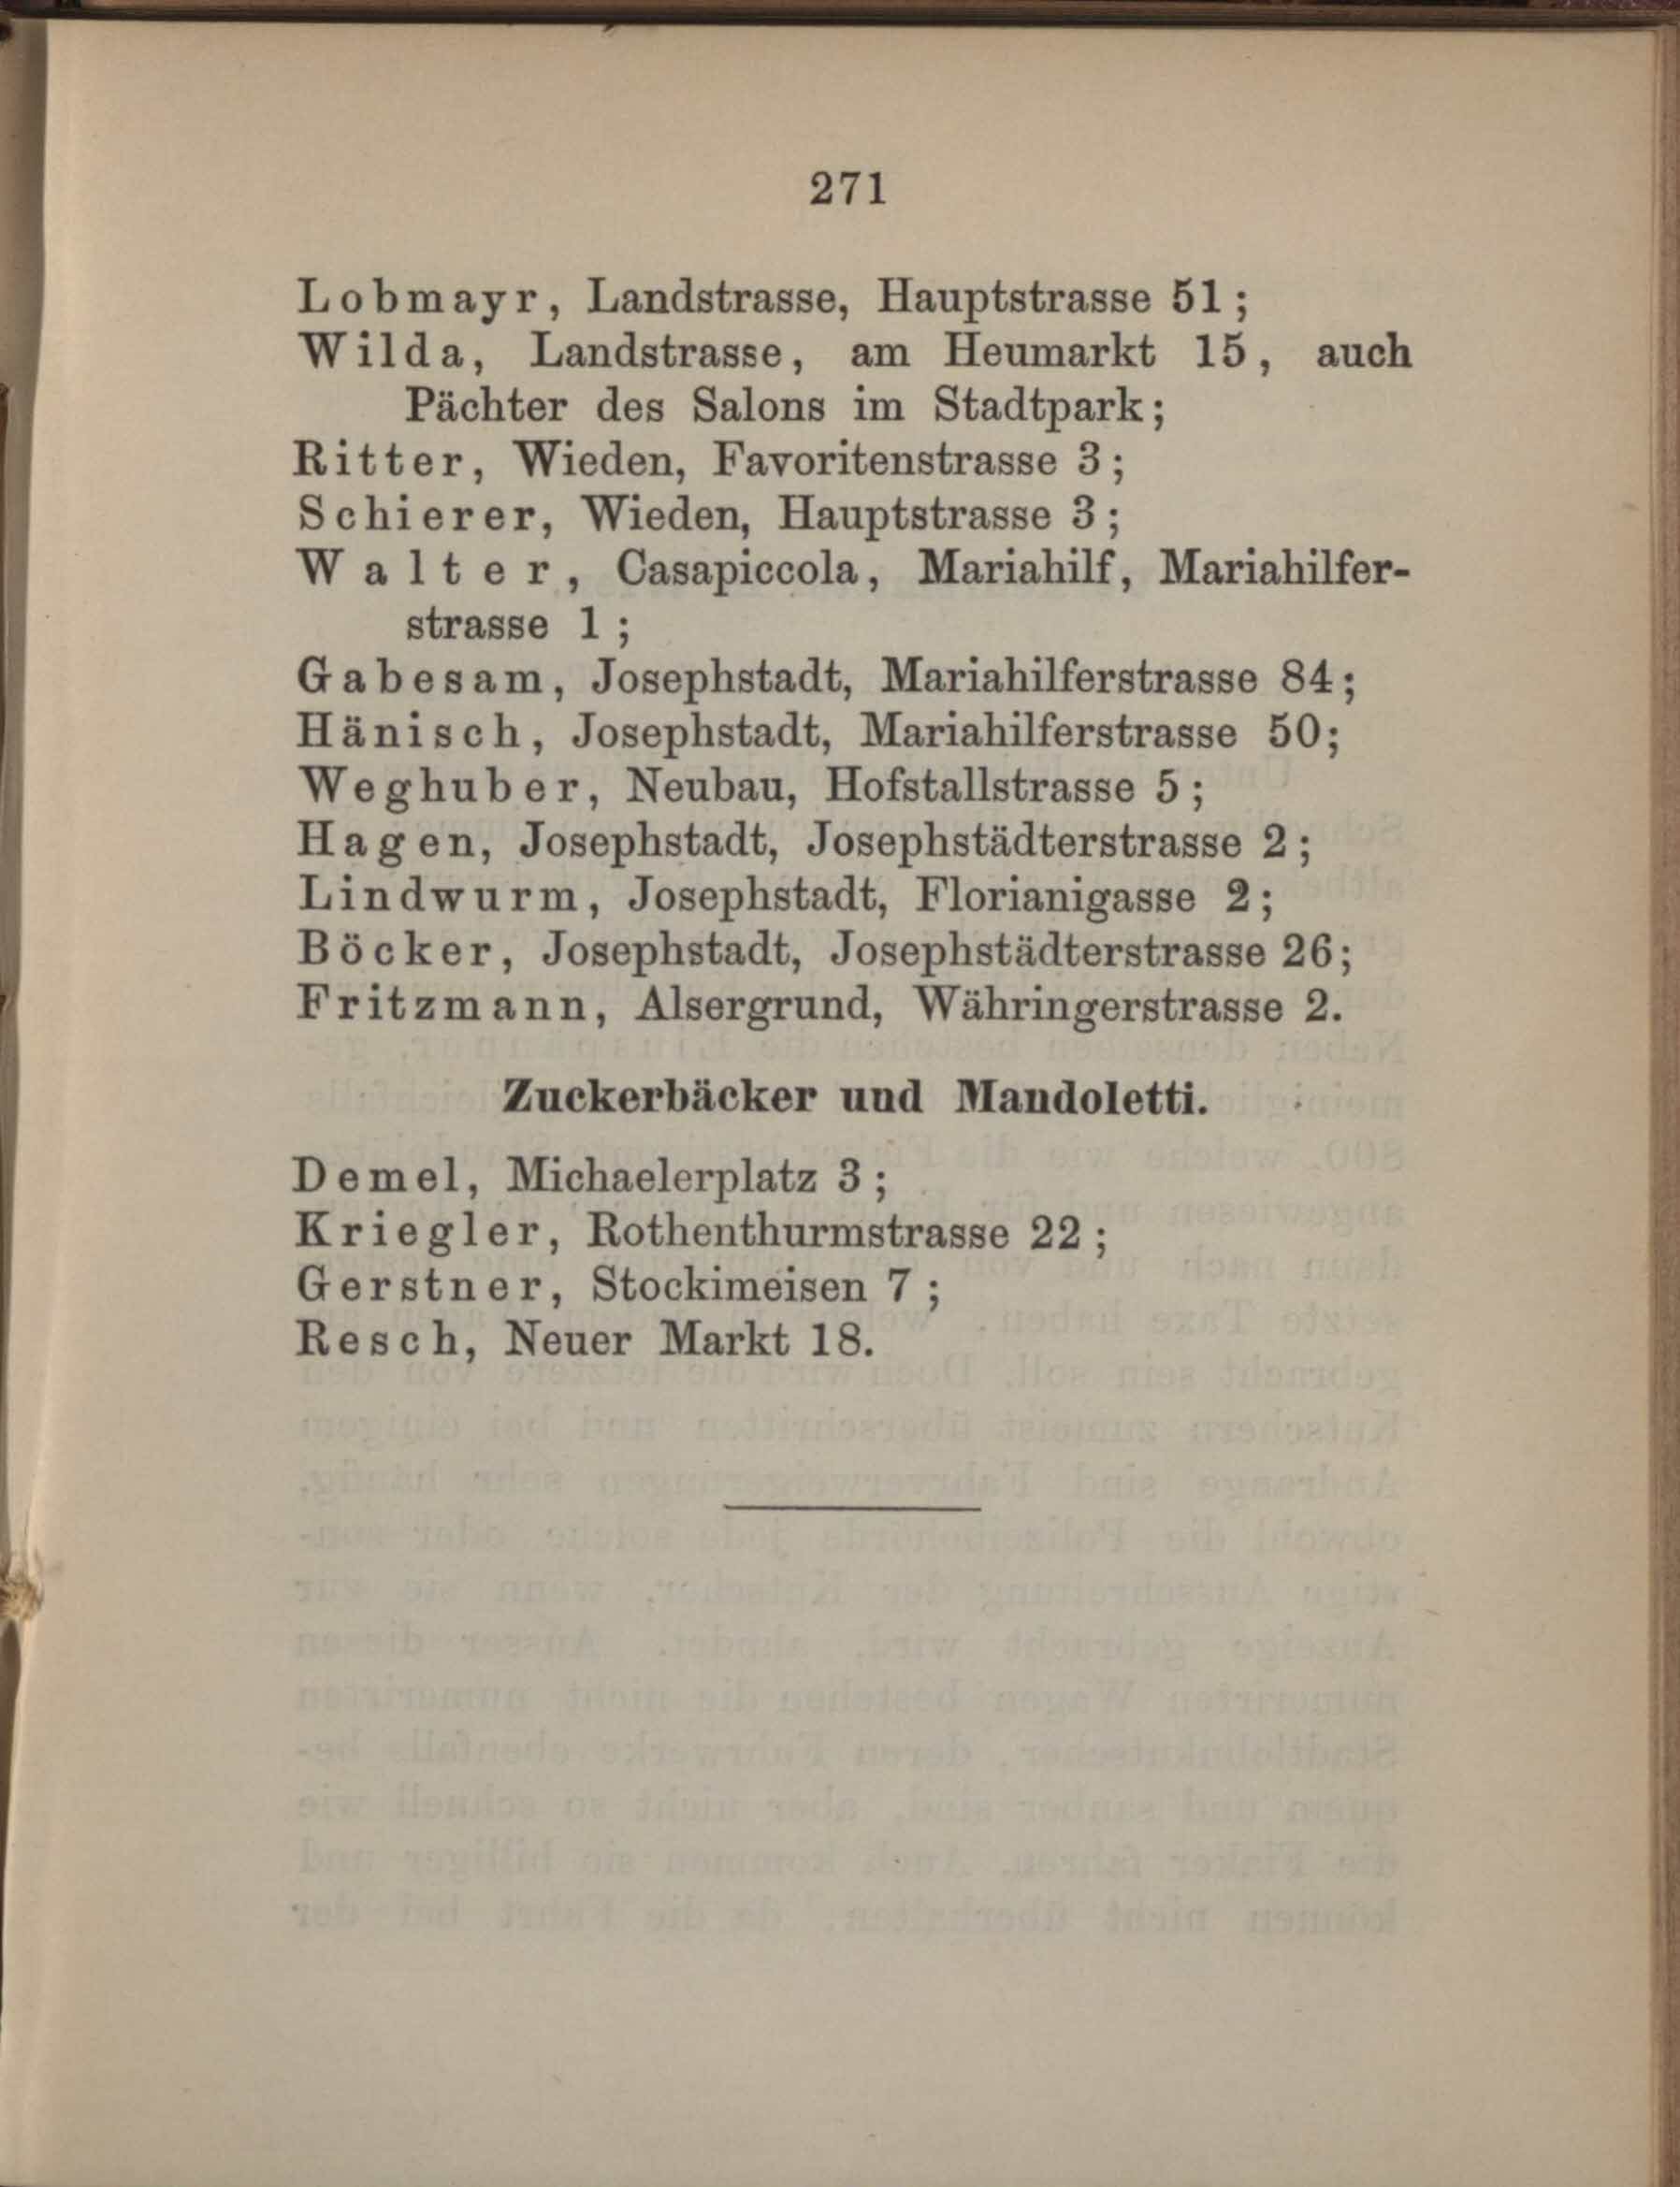 271
Lobmayr, Landstrasse, Hauptstrasse 51;
Wilda, Landstrasse, am Heumarkt 15, auch
Pächter des Salons im Stadtpark;
Ritter, Wieden, Favoritenstrasse 3;
Schierer, Wieden, Hauptstrasse 3;
Walter, Casapiccola, Mariahilf, Mariahilfer-
strasse 1;
Gabesam, Josephstadt, Mariahilferstrasse 84;
Hänisch, Josephstadt, Mariahilferstrasse 50;
Weghuber, Neubau, Hofstallstrasse 5;
Hagen, Josephstadt, Josephstädterstrasse 2;
Lindwurm, Josephstadt, Florianigasse 2;
Böcker, Josephstadt, Josephstädterstrasse 26;
Fritzmann, Alsergrund, Währingerstrasse 2.
Zuckerbäcker und Mandoletti.
Demel, Michaelerplatz 3;
Kriegler, Rothenthurmstrasse 22;
Gerstner, Stockimeisen 7;
Resch, Neuer Markt 18.